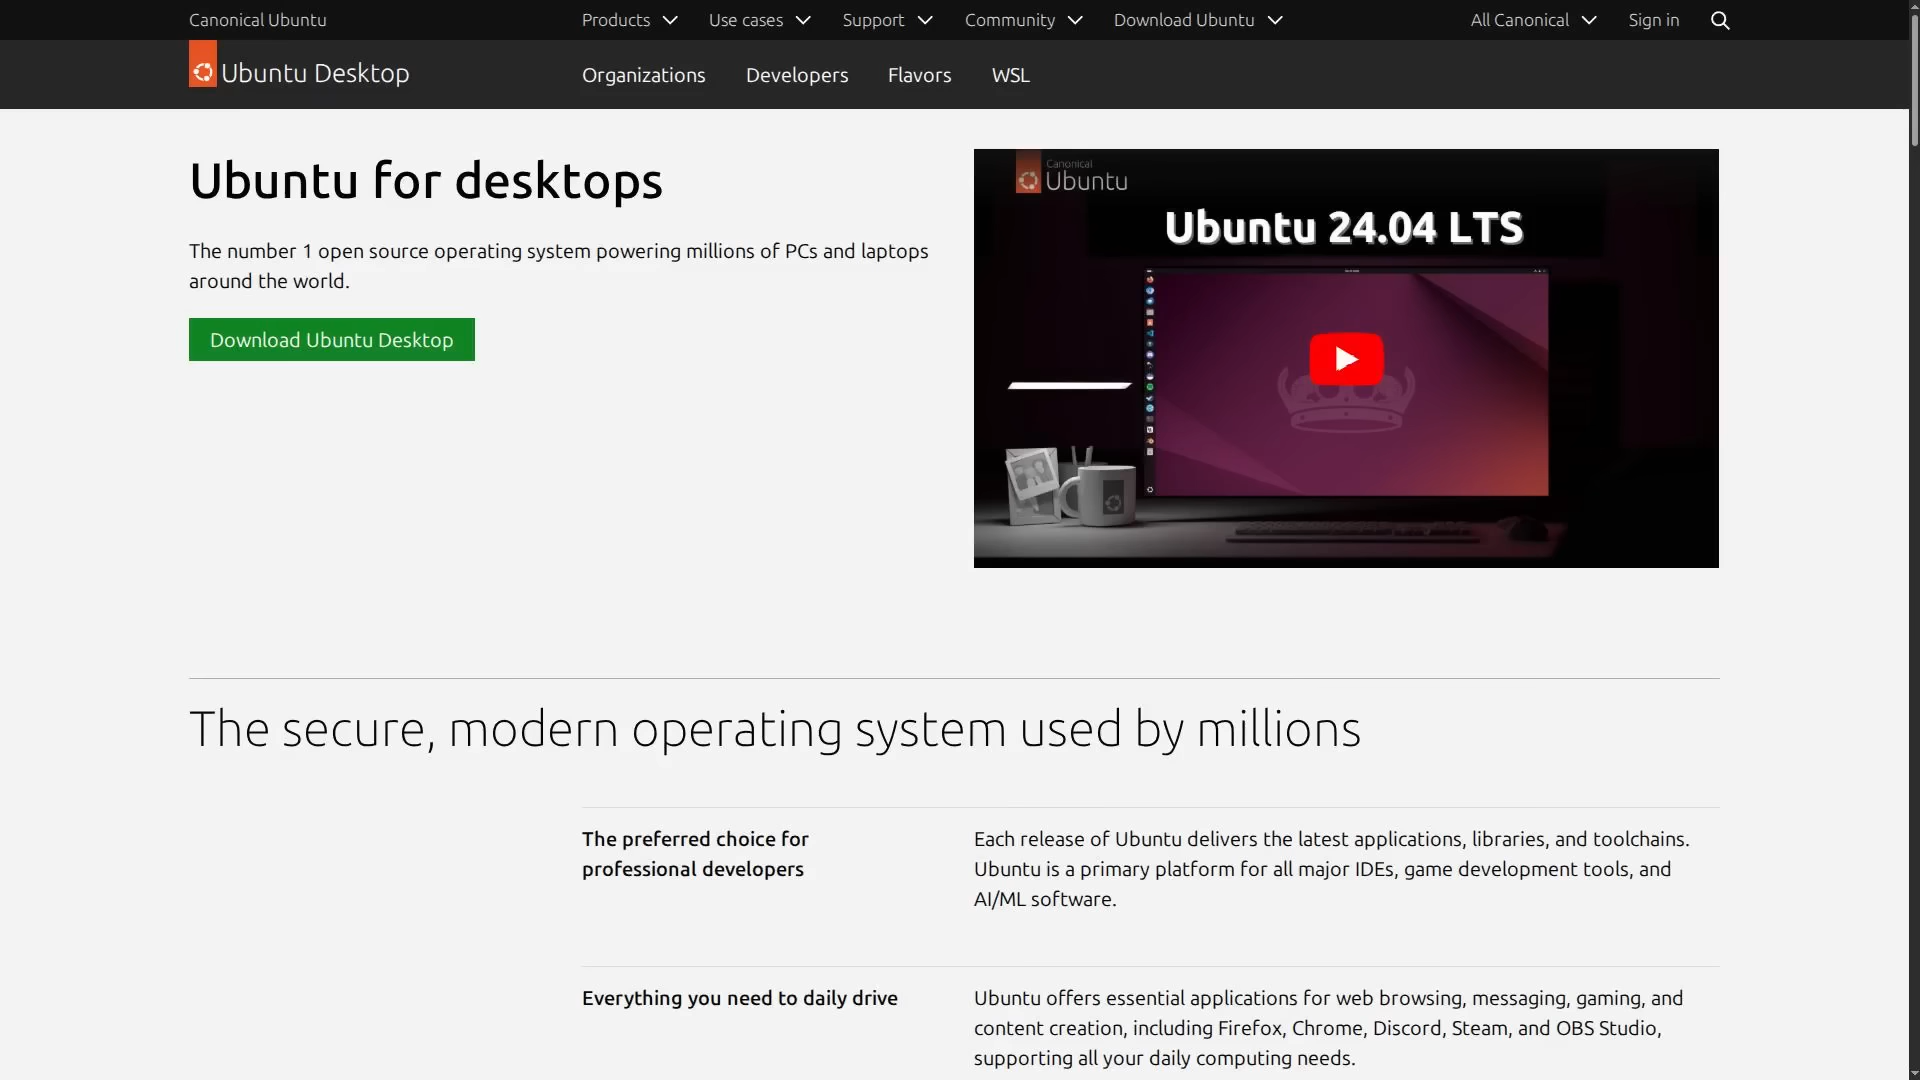 Canonical Ubuntu
Products
Use cases
Support
Community
Download Ubuntu
All Canonical
Sign in
Ubuntu Desktop
Organizations
Developers
Flavors
WSL
Ubuntu for desktops
The number 1 open source operating system powering millions of PCs and laptops
around the world.
Download Ubuntu Desktop
Canonical
Ubuntu
Ubuntu 24.04 LTS
The secure, modern operating system used by millions
The preferred choice for
professional developers
Each release of Ubuntu delivers the latest applications, libraries, and toolchains.
Ubuntu is a primary platform for all major IDEs, game development tools, and
AI/ML software.
Everything you need to daily drive
Ubuntu offers essential applications for web browsing, messaging, gaming, and
content creation, including Firefox, Chrome, Discord, Steam, and OBS Studio,
supporting all your daily computing needs.